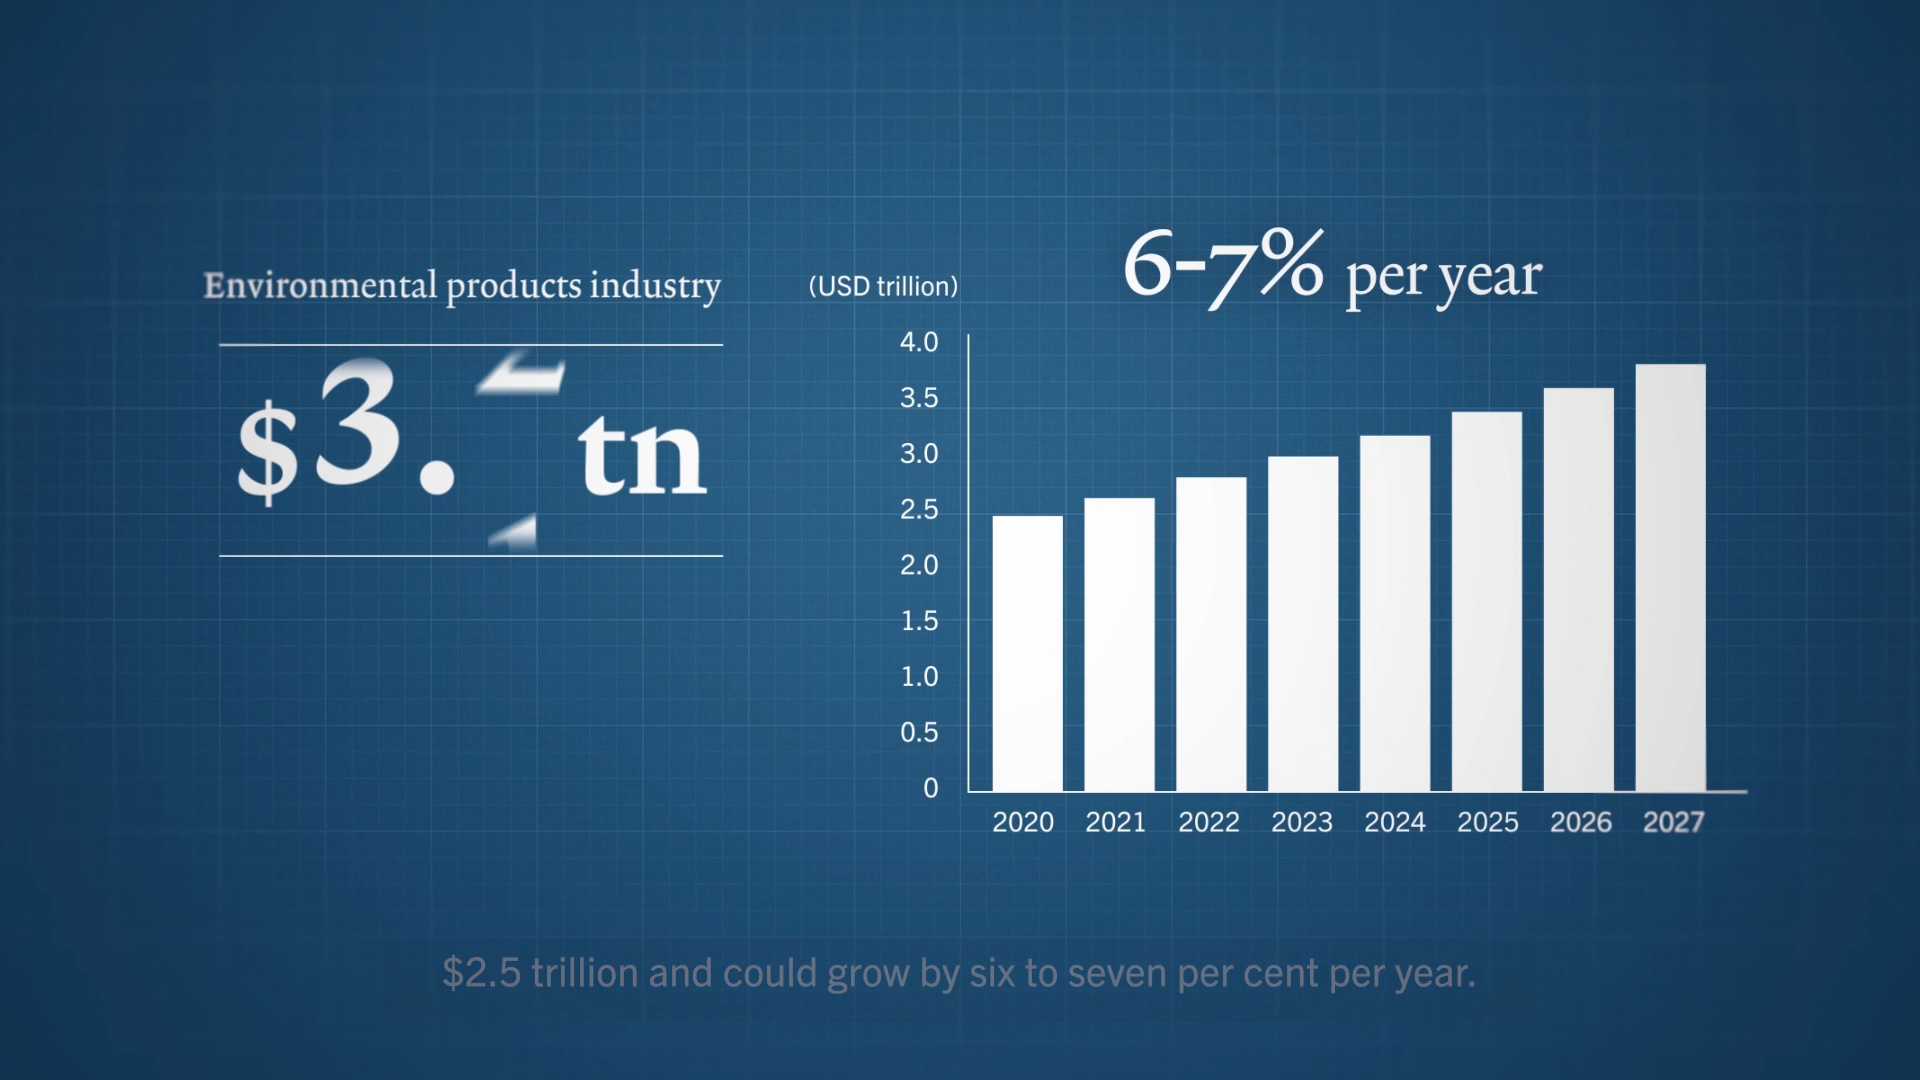 Environmental products industry
$3. tn
6-7% per year
(USD trillion)
4.0
3.5
3.0
2.5
2.0
1.5
1.0
0.5
0
2020 2021 2022 2023 2024 2025 2026 2027
$2.5 trillion and could grow by six to seven per cent per year.